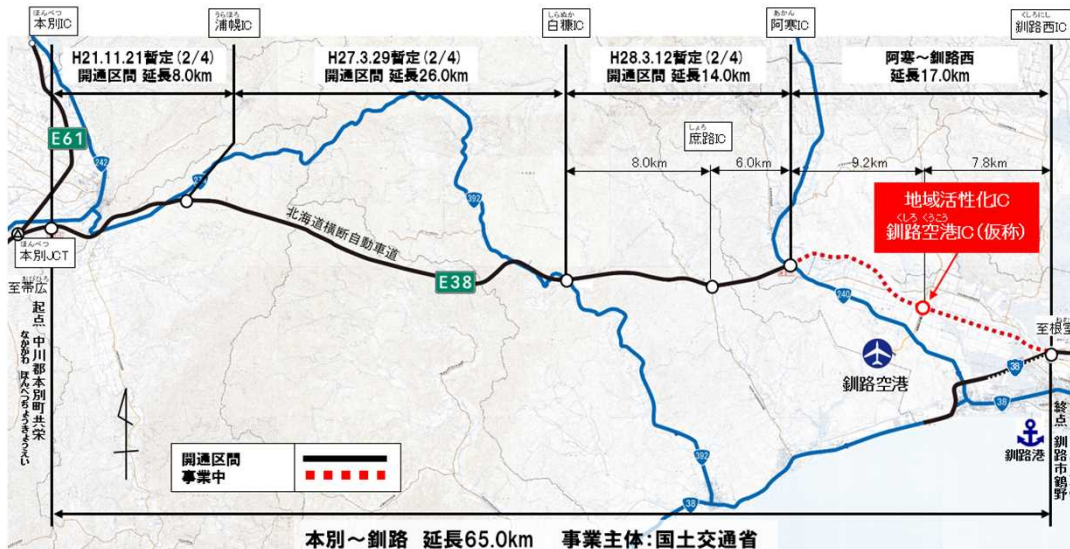 ほんべつ
本別IC
うらほろ
浦幌IC
しらぬか
白糠IC
あかん
阿寒IC
くしろにし
釧路西IC
H21.11.21暫定(2/4)
開通区間 延長8.0km
H27.3.29暫定(2/4)
開通区間 延長26.0km
H28.3.12暫定(2/4)
開通区間 延長14.0km
阿寒～釧路西
延長17.0km
E61
242
392
しょろ
庶路IC
8.0km
6.0km
9.2km
7.8km
地域活性化IC
くしろ くうこう
釧路空港IC(仮称)
北海道横断自動車道
E38
ほんべつ
本別JCT
おびひろ
至帯広
起点 中川郡本別町共栄
なかがわ ほんべつちょうきょうえい
240
釧路空港
至根室
38
38
釧路港
終点 釧路市鶴野
392
38
開通区間
事業中
本別～釧路 延長65.0km 事業主体:国土交通省